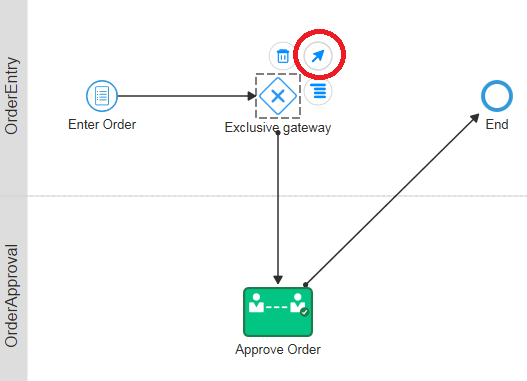 OrderEntry
Enter Order
Exclusive gateway
End
OrderApproval
Approve Order